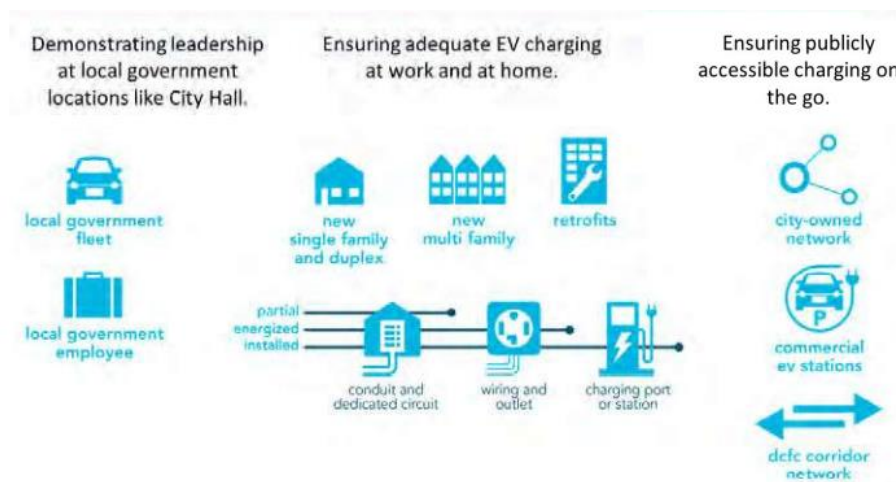 Demonstrating leadership
at local government
locations like City Hall.
Ensuring adequate EV charging
at work and at home.
Ensuring publicly
accessible charging on
the go.
local government
fleet
local government
employee
new
single family
and duplex
new
multi family
retrofits
partial
energized
installed
conduit and
dedicated circuit
wiring and
outlet
charging port
or station
city-owned
network
P
commercial
ev stations
dcfc corridor
network